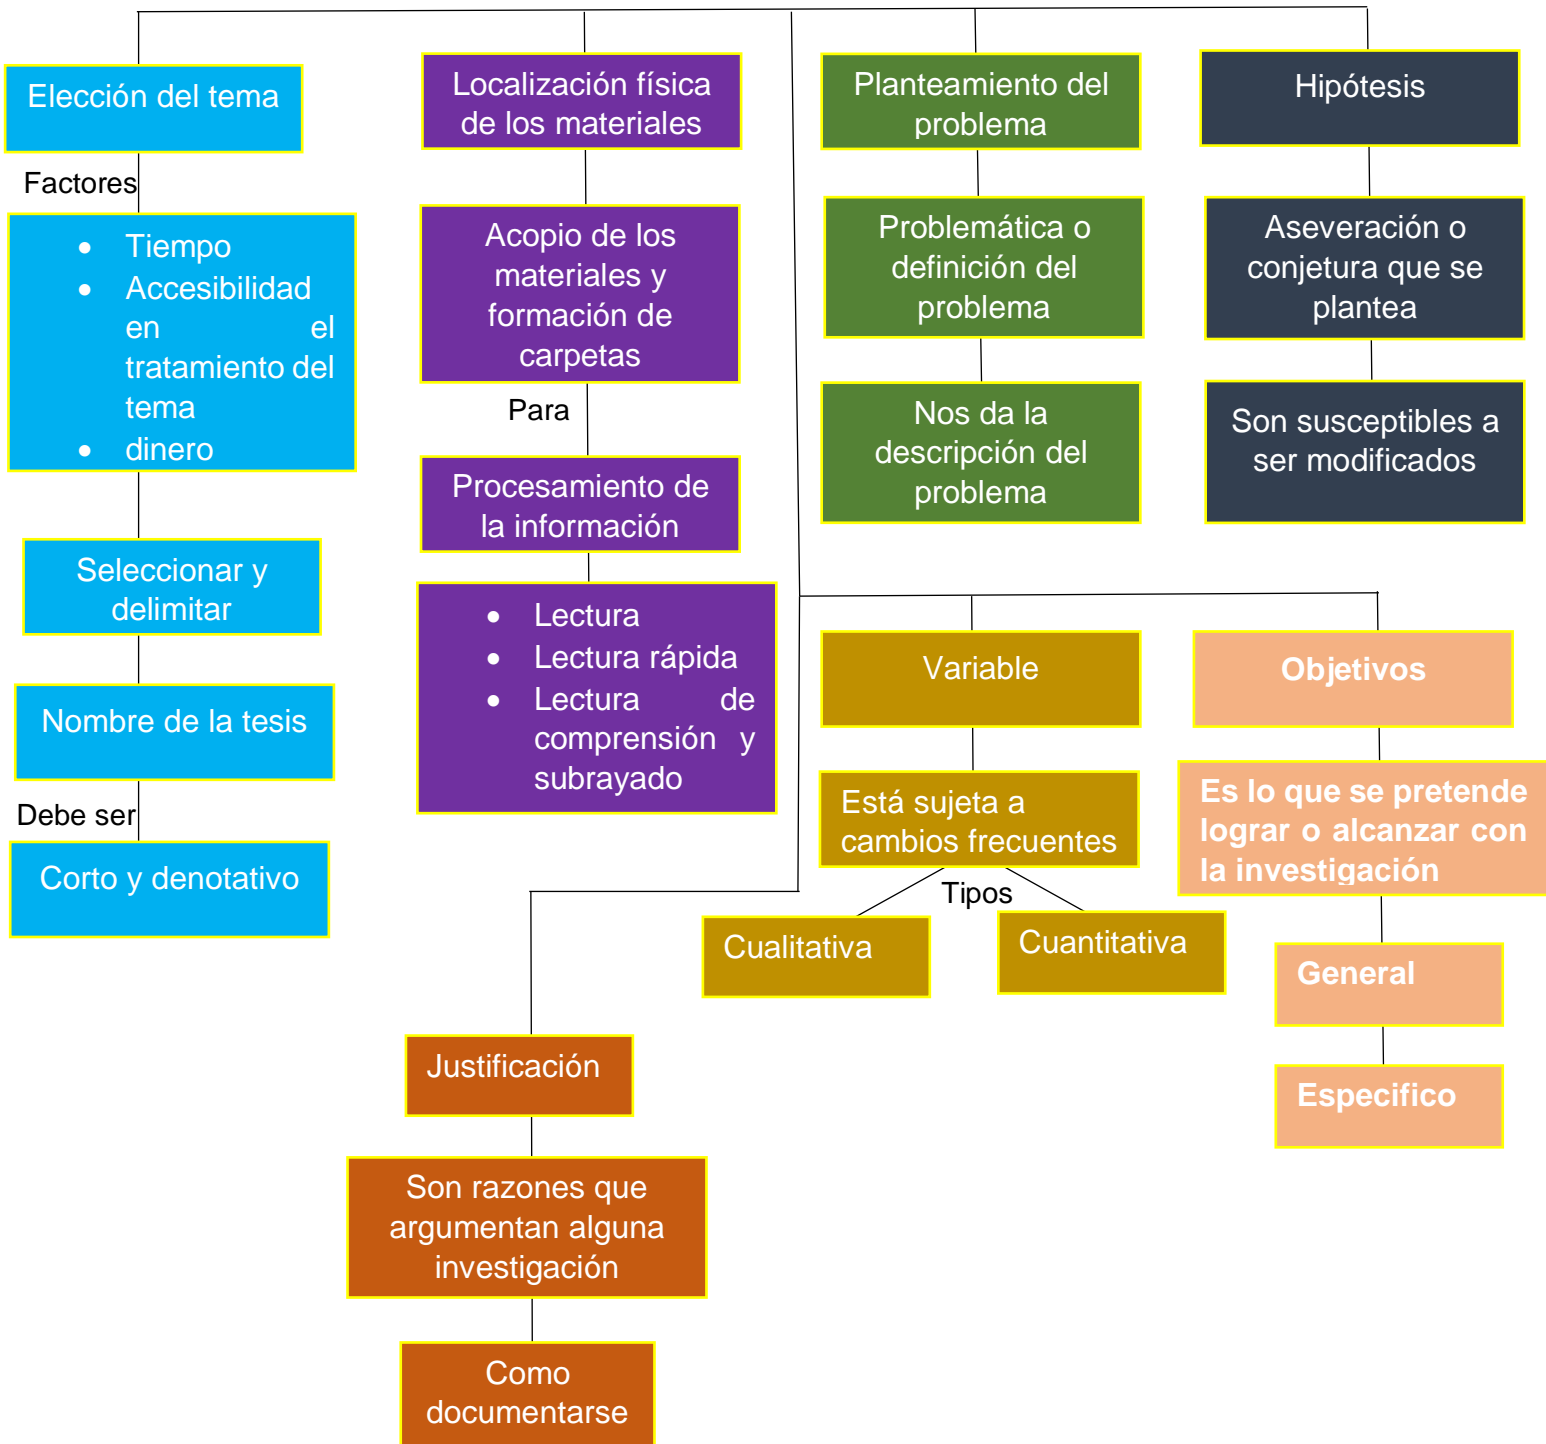 Elección del tema
Factores
• Tiempo
• Accesibilidad
en el
tratamiento del
tema
• dinero
Seleccionar y
delimitar
Nombre de la tesis
Debe ser
Corto y denotativo
Localización física
de los materiales
Acopio de los
materiales y
formación de
carpetas
Para
Procesamiento de
la información
• Lectura
• Lectura rápida
• Lectura de
comprensión y
subrayado
Planteamiento del
problema
Problemática o
definición del
problema
Nos da la
descripción del
problema
Hipótesis
Aseveración o
conjetura que se
plantea
Son susceptibles a
ser modificados
Variable
Está sujeta a
cambios frecuentes
Tipos
Cualitativa
Cuantitativa
Objetivos
Es lo que se pretende
lograr o alcanzar con
la investigación
General
Especifico
Justificación
Son razones que
argumentan alguna
investigación
Como
documentarse